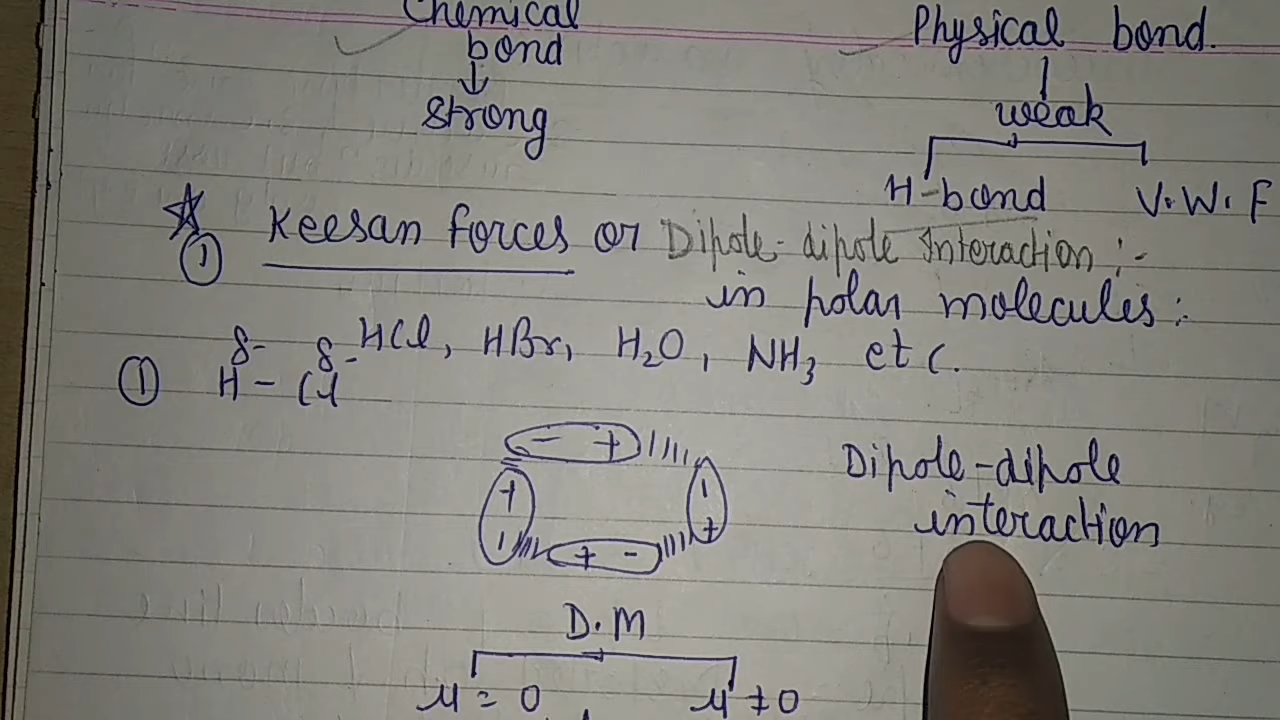 Chemical Physical bond.
bond
↓
Strong weak
H-bond V.W.F
① Keesan forces or Dipole-dipole Interaction :-
in polar molecules :
HCl, HBr, H₂O, NH₃ etc.
δ- δ-
① H - Cl
- +
+ -
- +
+ -
Dipole-dipole
interaction
D.M
μ = 0 μ ≠ 0